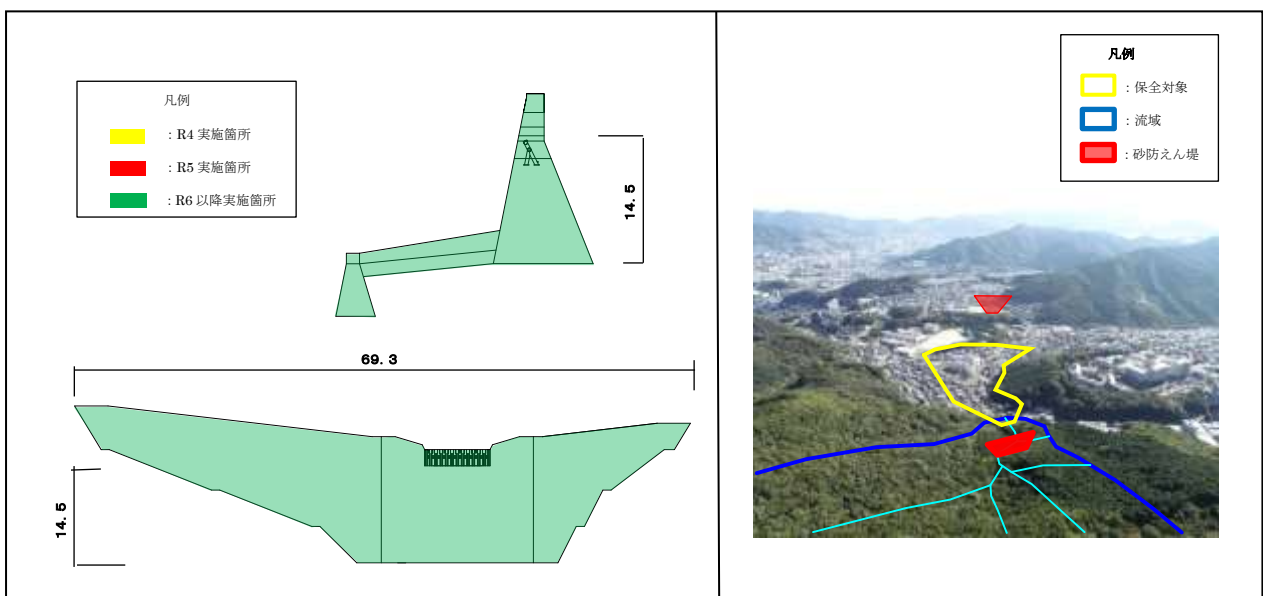 凡例
：R4 実施箇所
：R5 実施箇所
：R6 以降実施箇所
14.5
69.3
14.5
凡例
：保全対象
：流域
：砂防えん堤